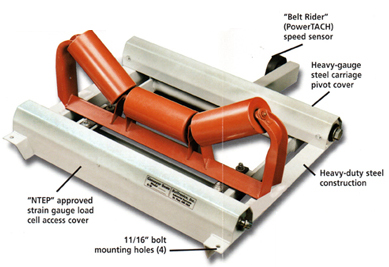 "Belt Rider"
(PowerTACH)
speed sensor
Heavy-gauge
steel carriage
pivot cover
Heavy-duty steel
construction
"NTEP" approved
strain gauge load
cell access cover
11/16" bolt
mounting holes (4)